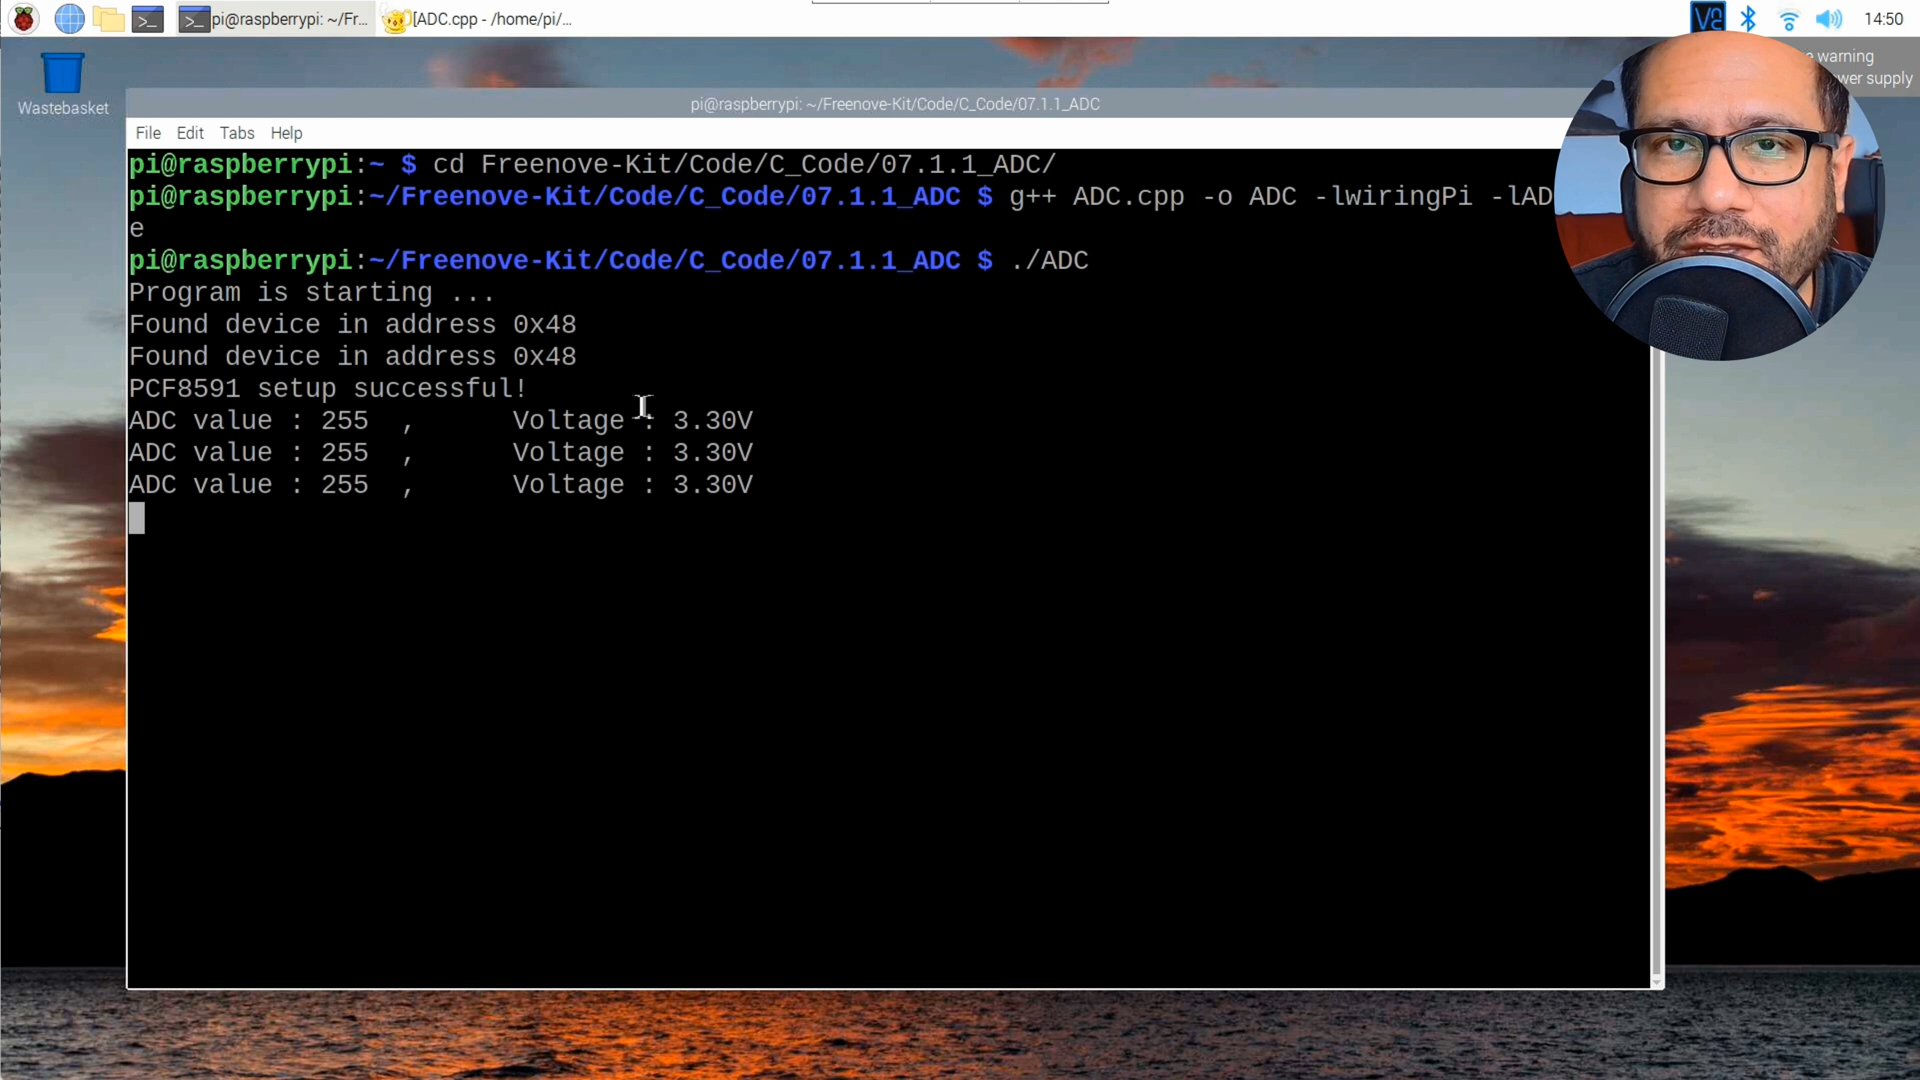 pi@raspberrypi: ~/Fr...
[ADC.cpp - /home/pi/...
14:50
warning
wer supply
Wastebasket
pi@raspberrypi: ~/Freenove-Kit/Code/C_Code/07.1.1_ADC
File Edit Tabs Help
pi@raspberrypi:~ $ cd Freenove-Kit/Code/C_Code/07.1.1_ADC/
pi@raspberrypi:~/Freenove-Kit/Code/C_Code/07.1.1_ADC $ g++ ADC.cpp -o ADC -lwiringPi -lAD
e
pi@raspberrypi:~/Freenove-Kit/Code/C_Code/07.1.1_ADC $ ./ADC
Program is starting ...
Found device in address 0x48
Found device in address 0x48
PCF8591 setup successful!
ADC value : 255 , Voltage : 3.30V
ADC value : 255 , Voltage : 3.30V
ADC value : 255 , Voltage : 3.30V